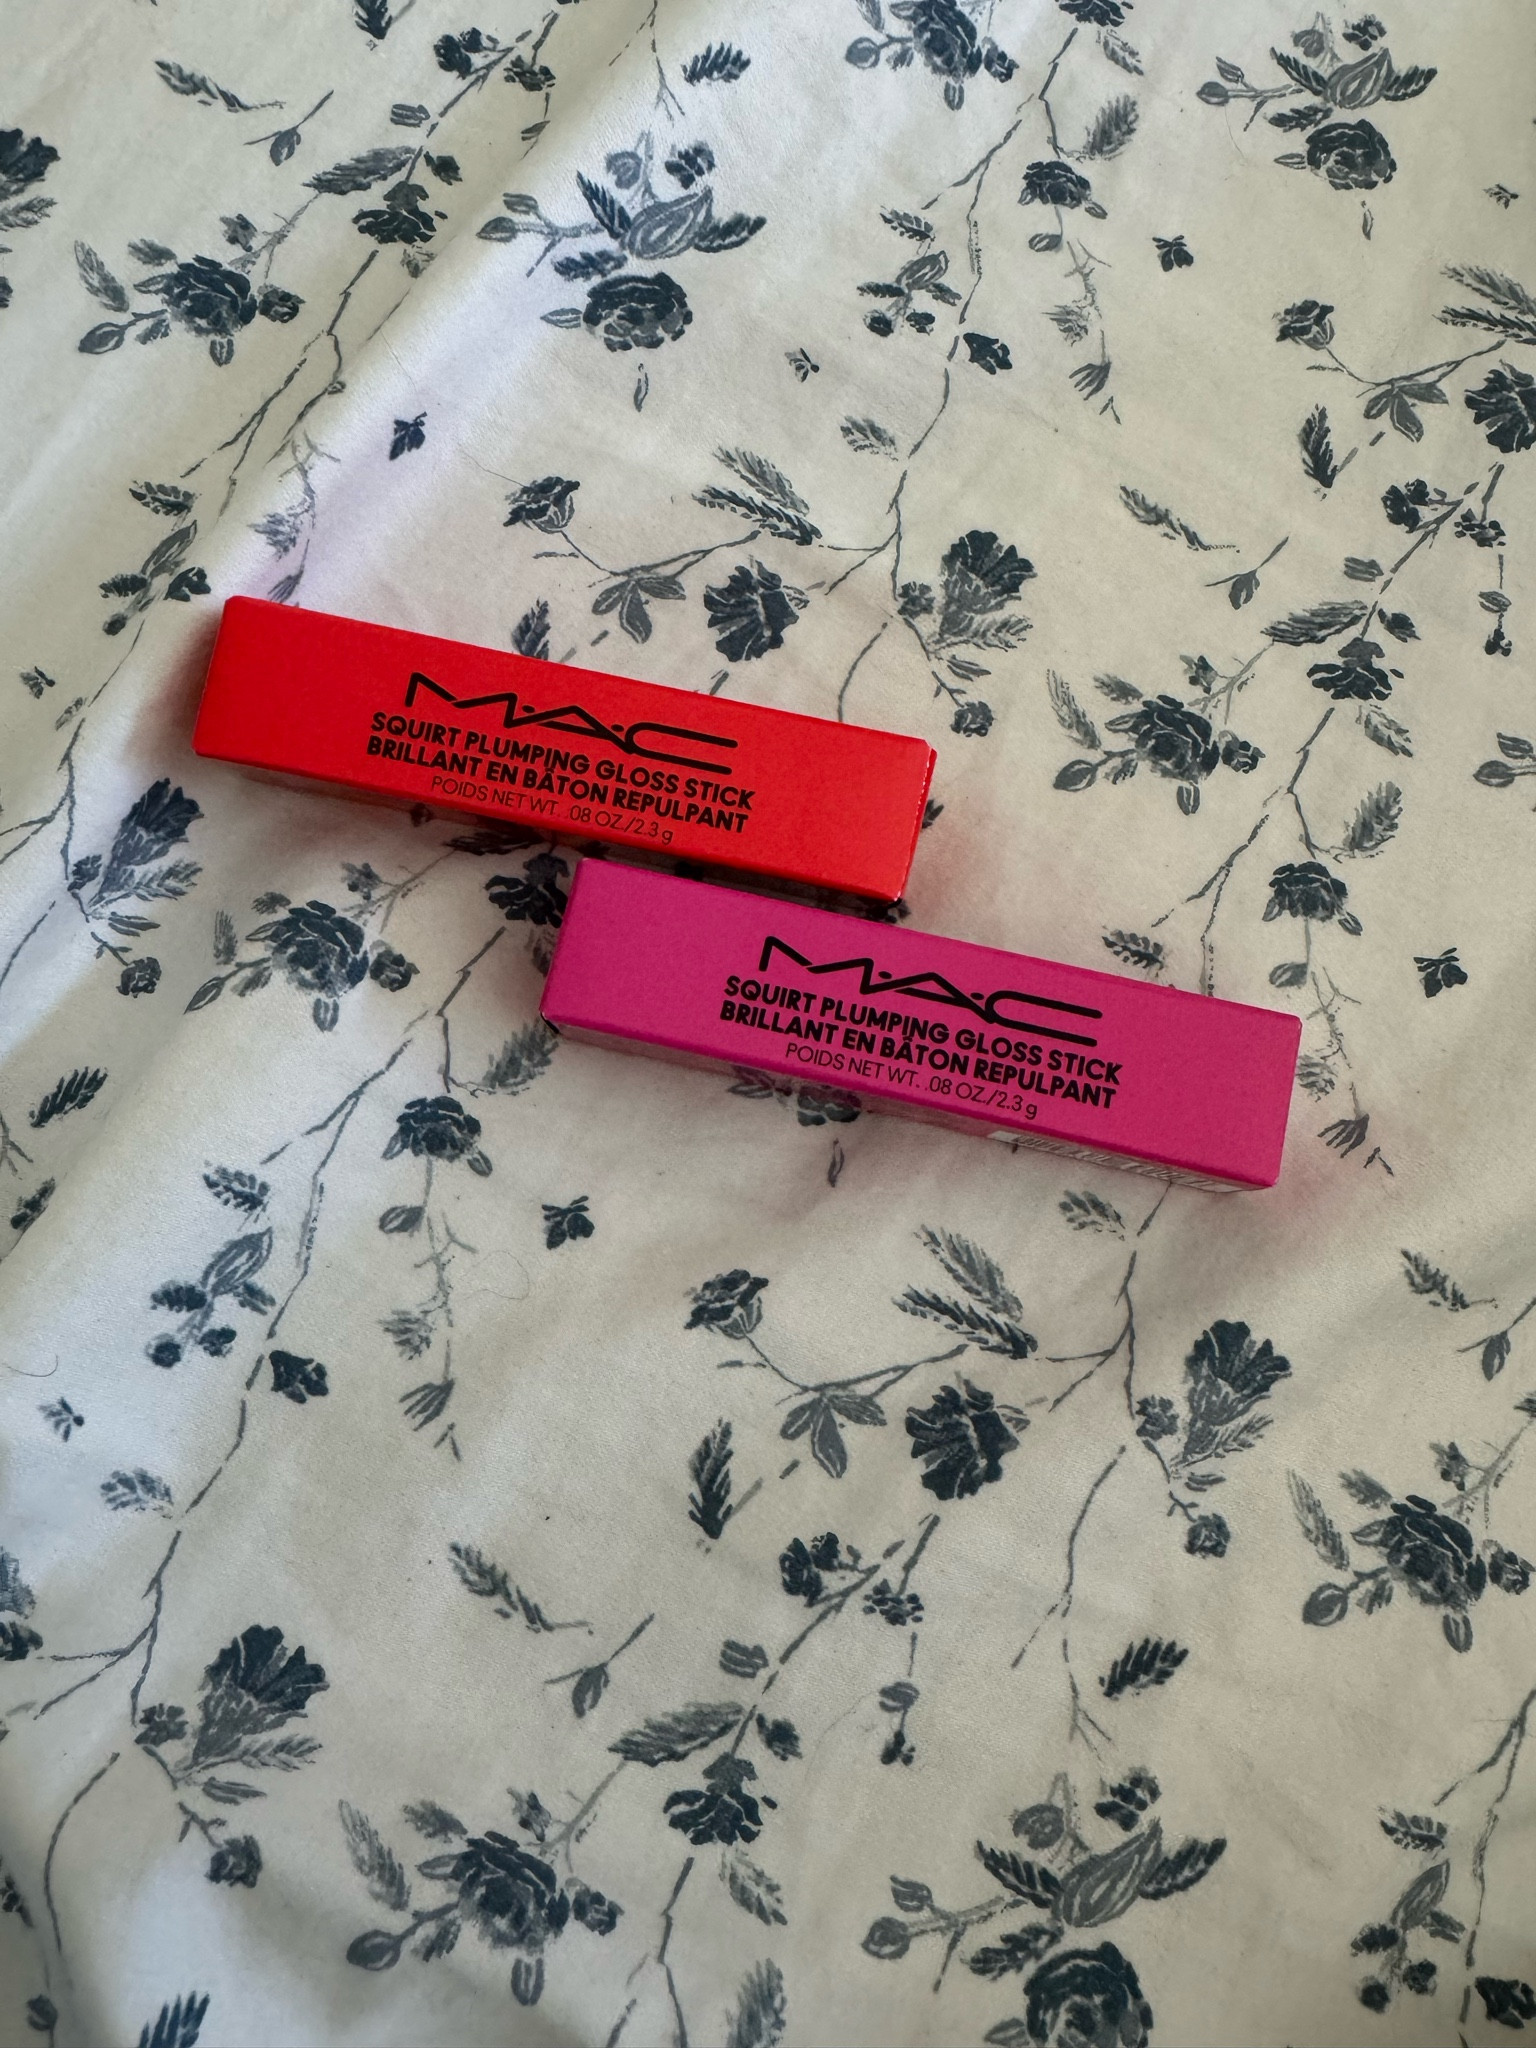 M·A·C
SQUIRT PLUMPING GLOSS STICK
BRILLANT EN BÂTON REPULPANT
POIDS NET WT. .08 OZ./2.3 g
M·A·C
SQUIRT PLUMPING GLOSS STICK
BRILLANT EN BÂTON REPULPANT
POIDS NET WT. .08 OZ./2.3 g